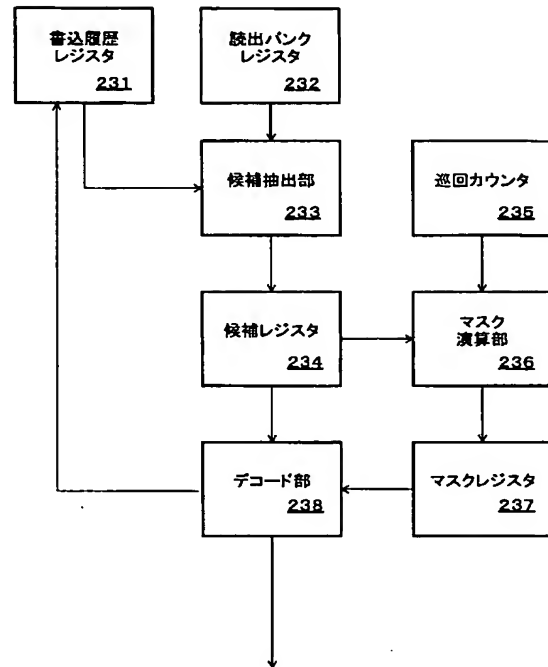 書込履歴
レジスタ
231
読出バンク
レジスタ
232
候補抽出部
233
巡回カウンタ
235
候補レジスタ
234
マスク
演算部
236
デコード部
238
マスクレジスタ
237